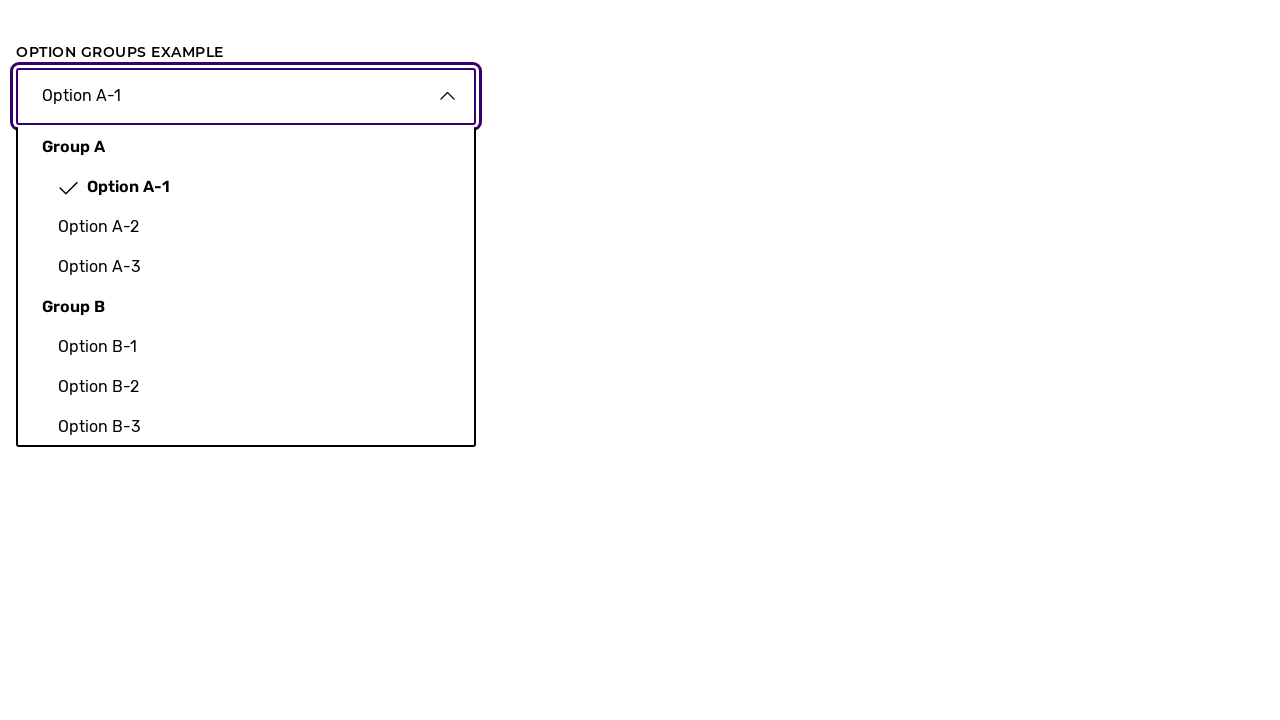 OPTION GROUPS EXAMPLE
Option A-1
Group A
Option A-1
Option A-2
Option A-3
Group B
Option B-1
Option B-2
Option B-3